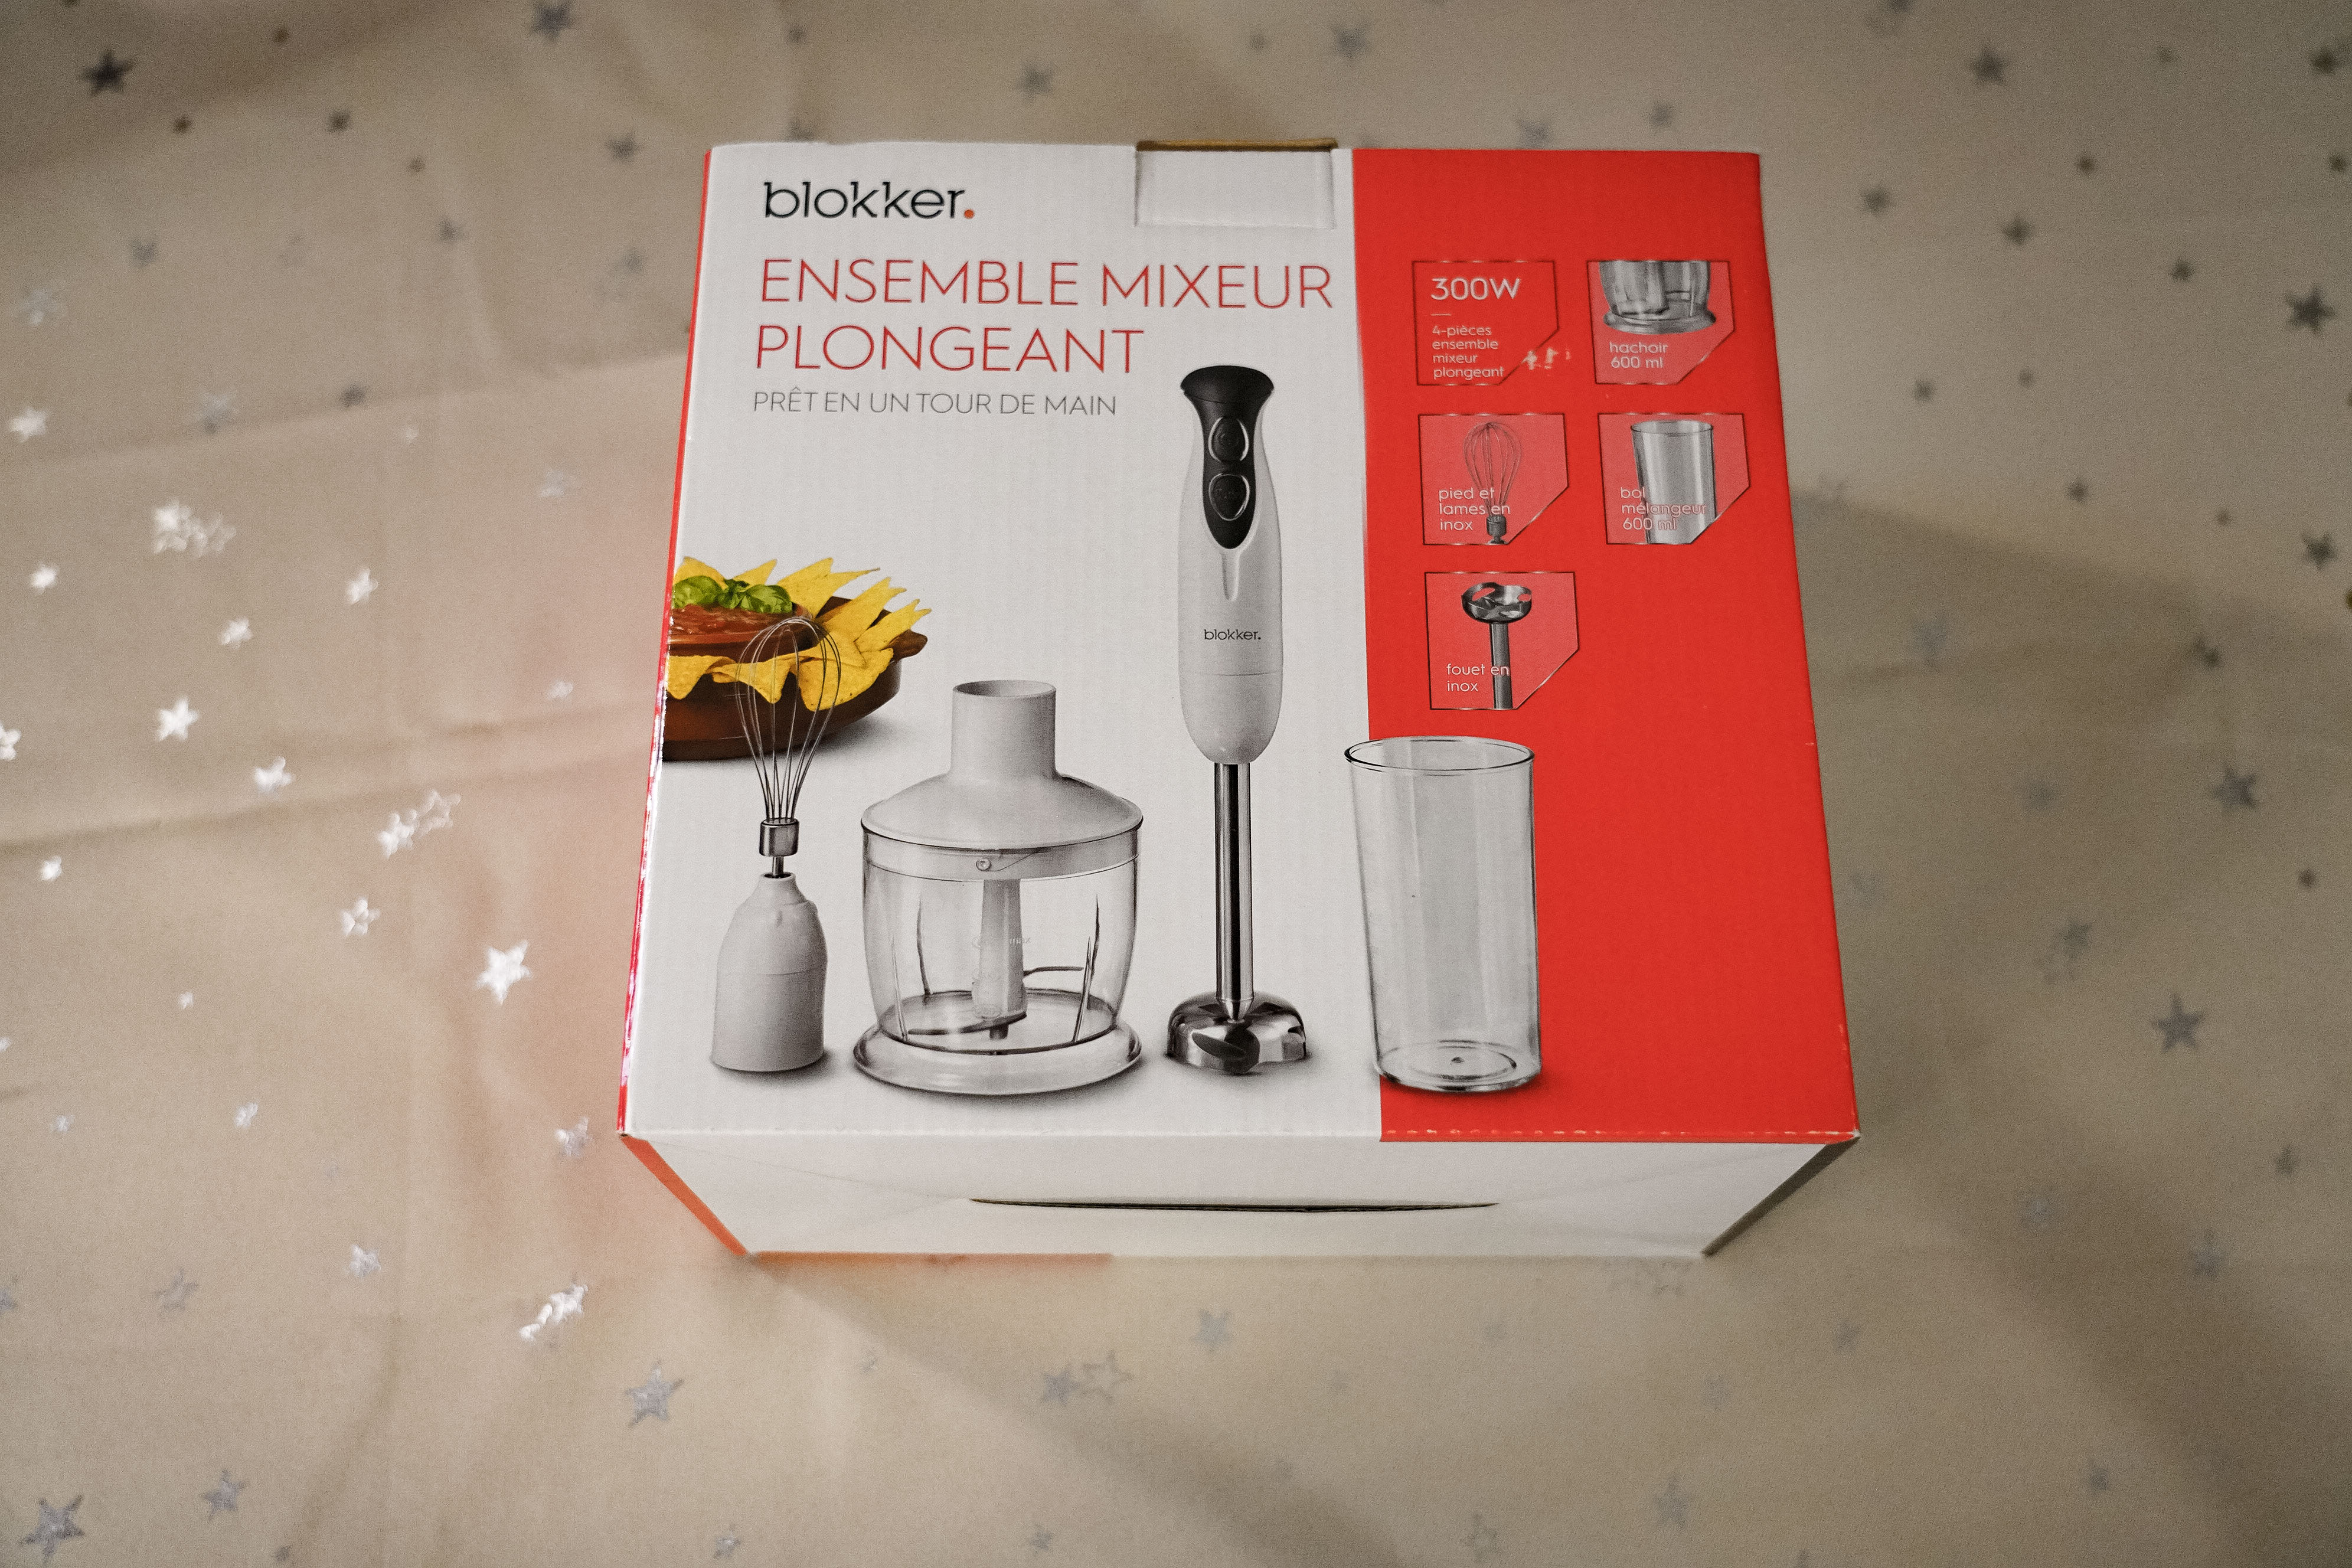 blokker.
ENSEMBLE MIXEUR
PLONGEANT
PRÊT EN UN TOUR DE MAIN
300W
4-pièces
ensemble
mixeur
plongeant
hachoir
600 ml
pied et
lames en
inox
bol
mélangeur
600 ml
fouet en
inox
blokker.